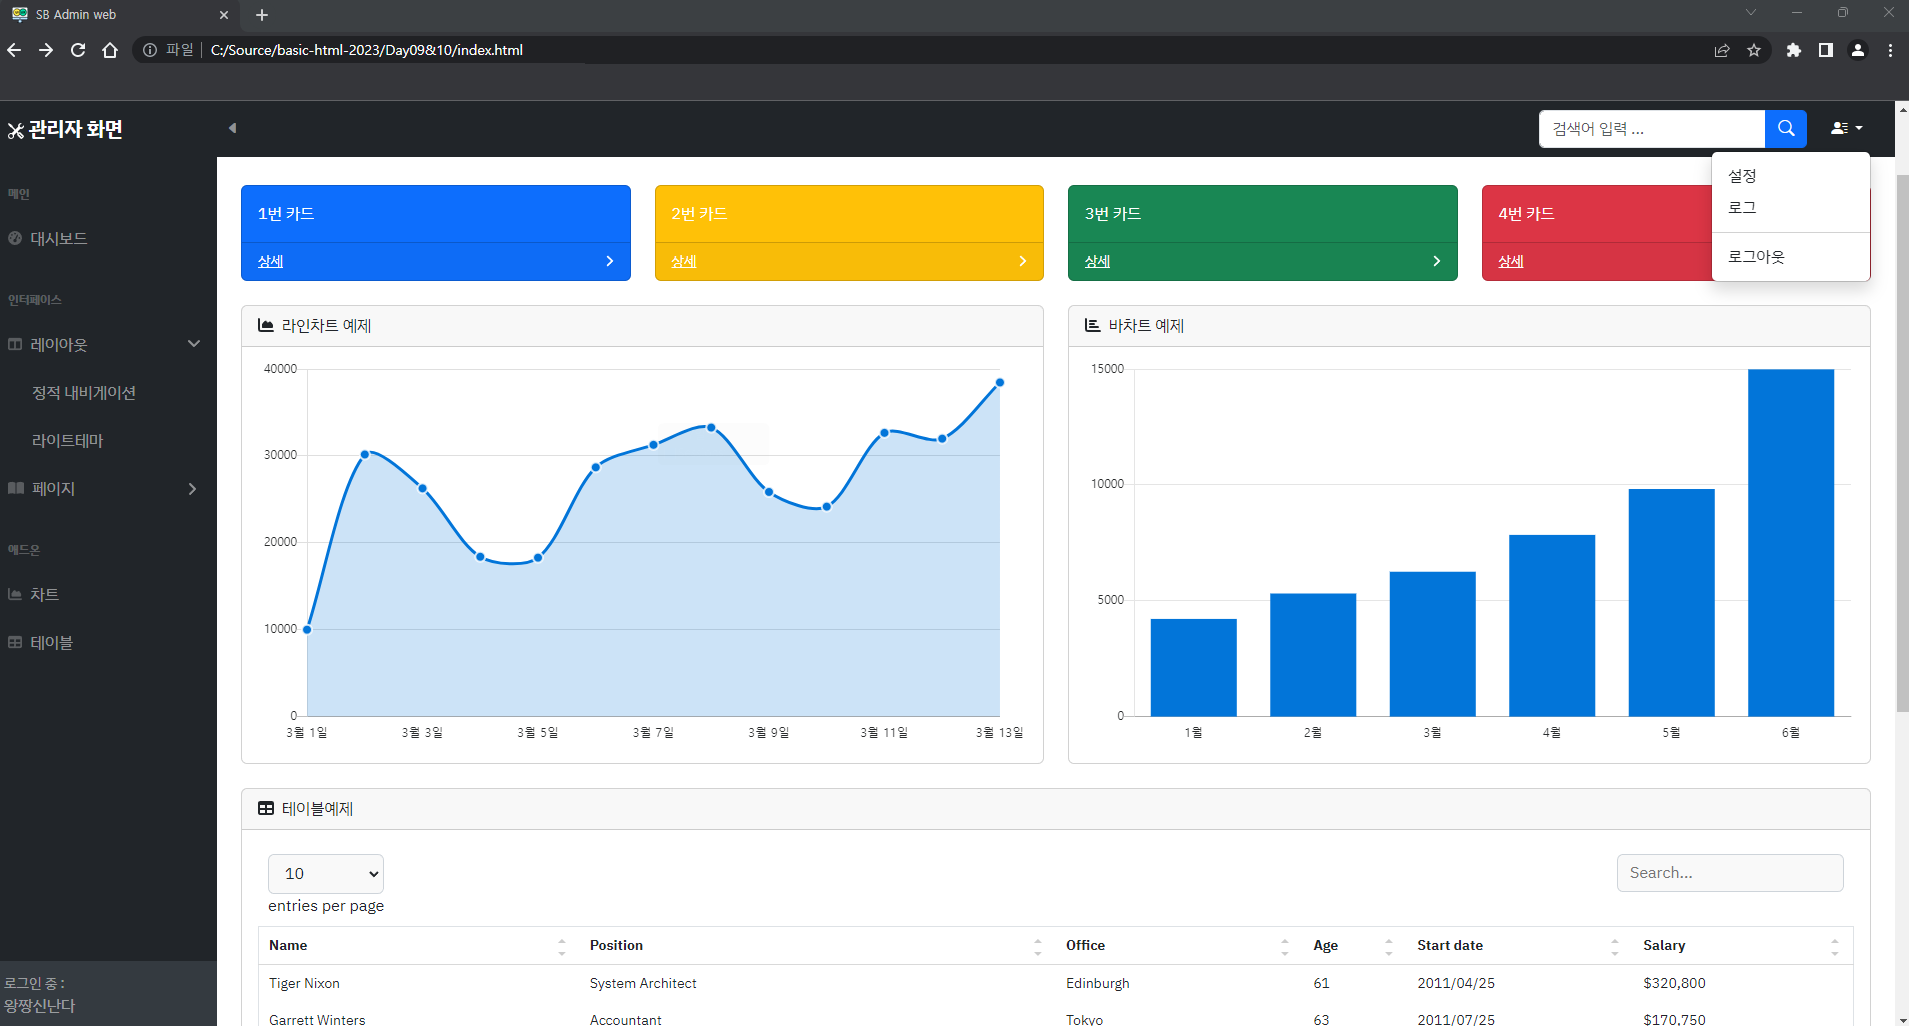 SB Admin web
파일 C:/Source/basic-html-2023/Day09&10/index.html
관리자 화면
검색어 입력 ...
설정
로그
로그아웃
메인
대시보드
인터페이스
레이아웃
정적 내비게이션
라이트테마
페이지
애드온
차트
테이블
로그인 중 :
왕짱신난다
1번 카드
상세
2번 카드
상세
3번 카드
상세
4번 카드
상세
라인차트 예제
40000
30000
20000
10000
0
3월 1일 3월 3일 3월 5일 3월 7일 3월 9일 3월 11일 3월 13일
바차트 예제
15000
10000
5000
0
1월 2월 3월 4월 5월 6월
테이블예제
10
entries per page
Search...
Name Position Office Age Start date Salary
Tiger Nixon System Architect Edinburgh 61 2011/04/25 $320,800
Garrett Winters Accountant Tokyo 63 2011/07/25 $170,750